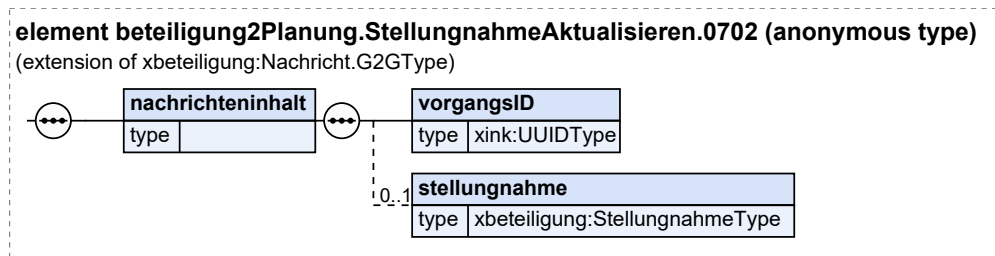 element beteiligung2Planung.StellungnahmeAktualisieren.0702 (anonymous type)
(extension of xbeteiligung:Nachricht.G2GType)
nachrichteninhalt
type
vorgangsID
type xink:UUIDType
0..1
stellungnahme
type xbeteiligung:StellungnahmeType